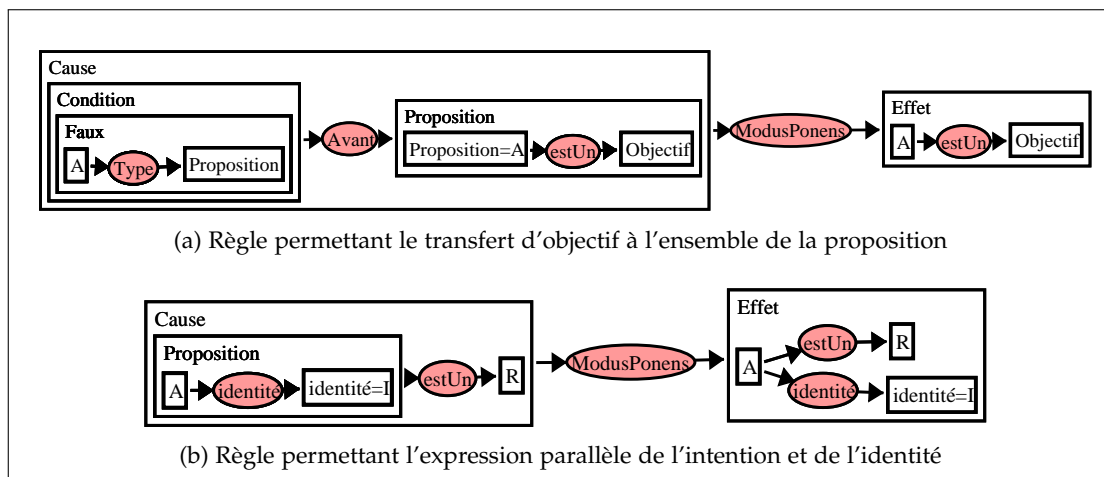 Cause
Condition
Faux
A Type Proposition
Avant
Proposition
Proposition=A estUn Objectif
ModusPonens
Effet
A estUn Objectif
(a) Règle permettant le transfert d'objectif à l'ensemble de la proposition
Cause
Proposition
A identité identité=I
estUn R
ModusPonens
Effet
A estUn R
identité identité=I
(b) Règle permettant l'expression parallèle de l'intention et de l'identité